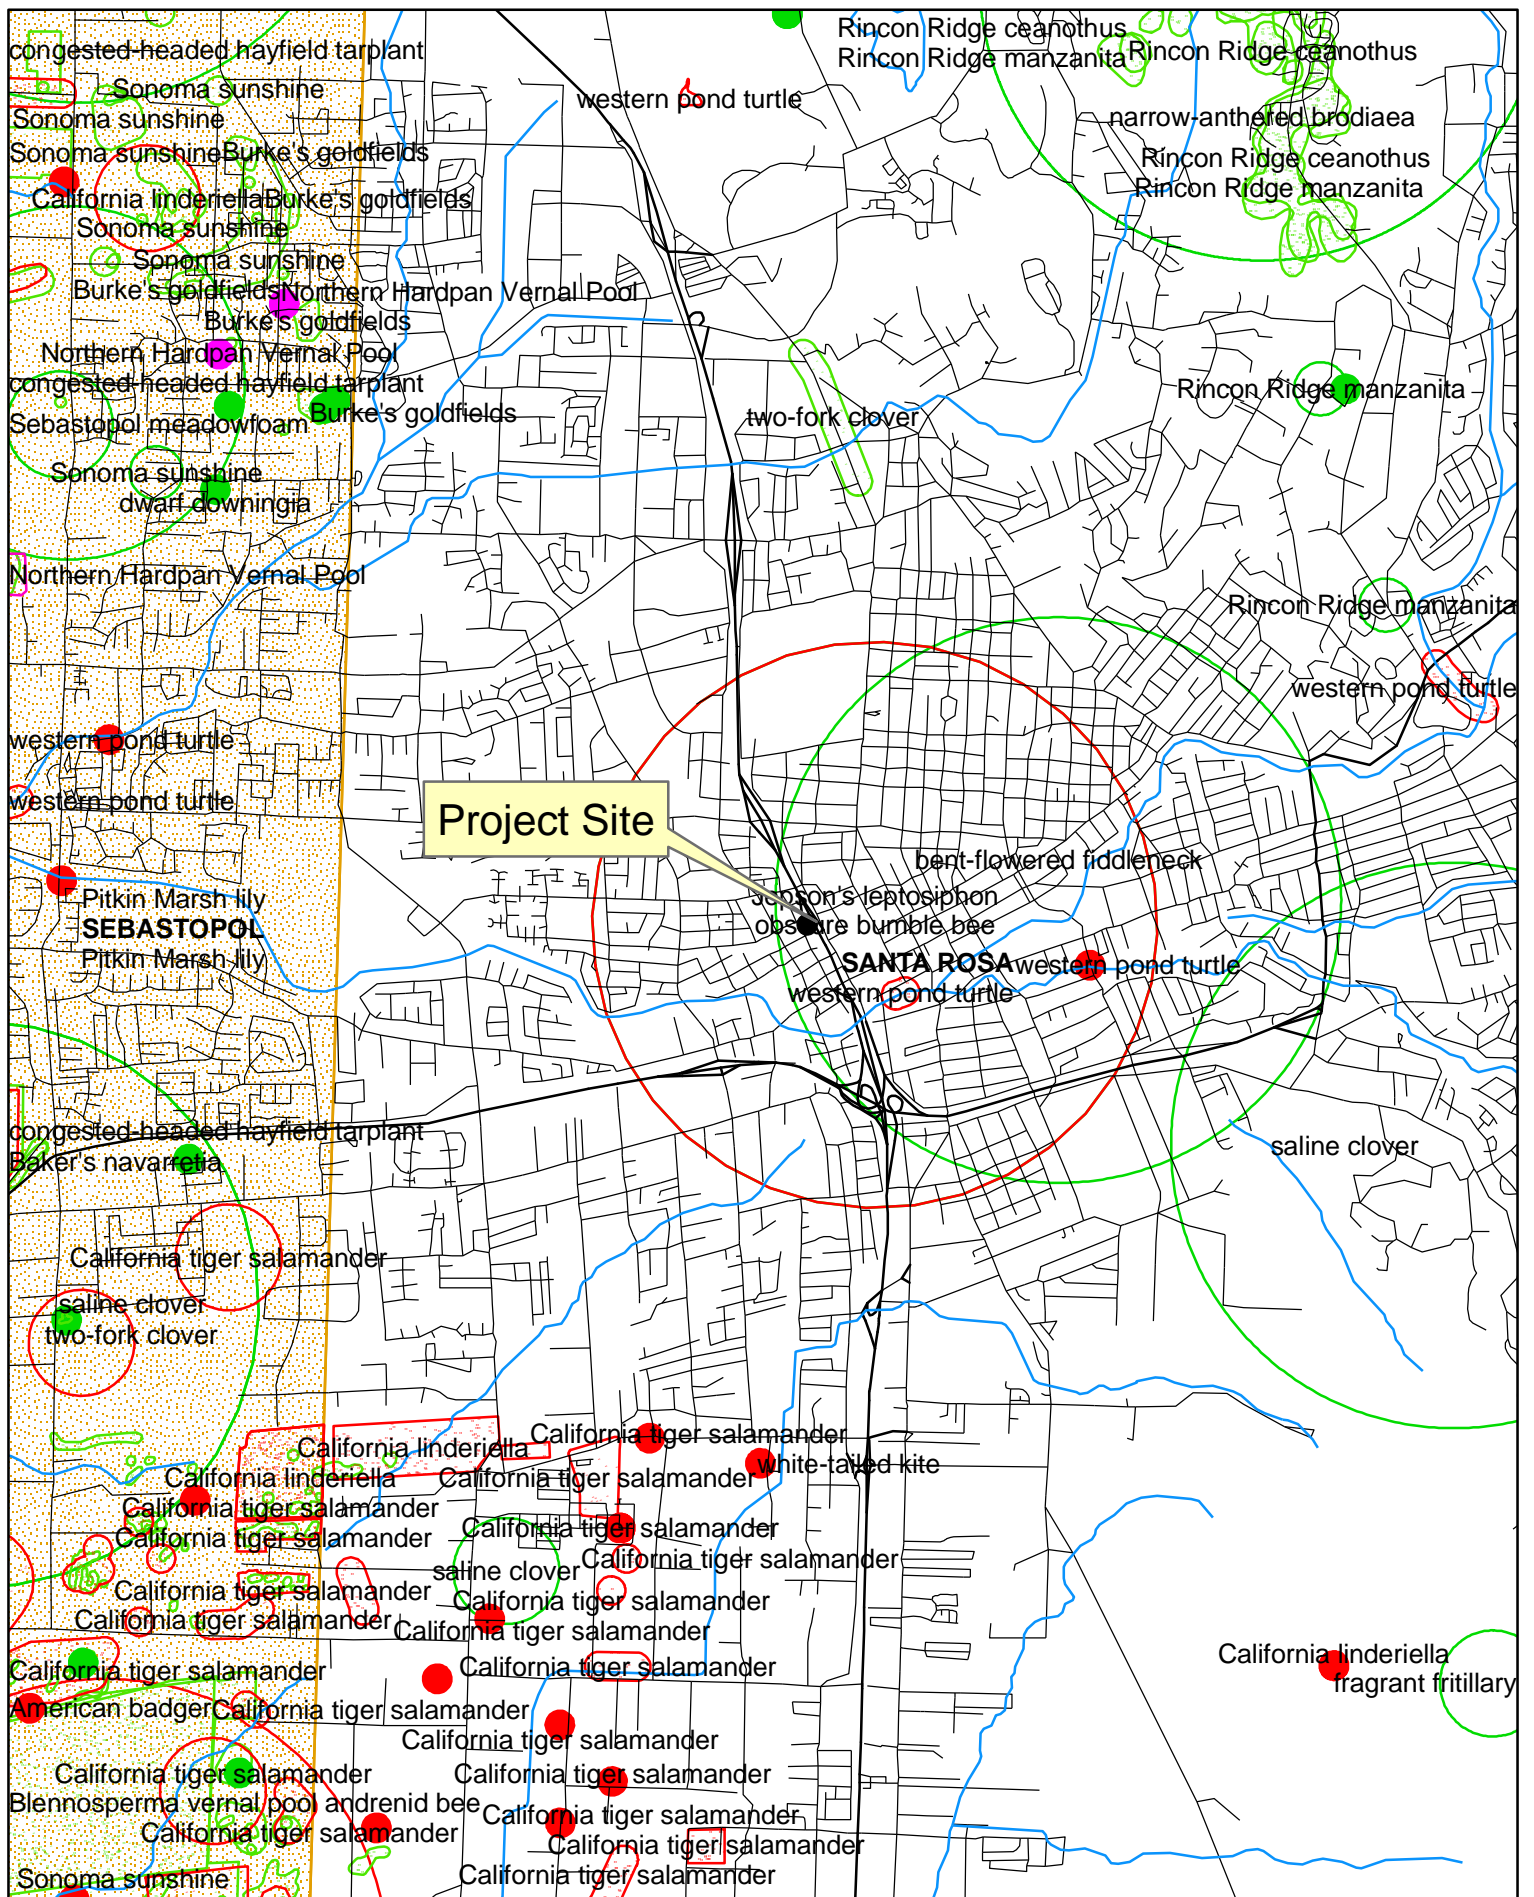 Rincon Ridge ceanothus
congested-headed hayfield tarplant
Rincon Ridge manzanita
Rincon Ridge ceanothus
Sonoma sunshine
western pond turtle
Sonoma sunshine
narrow-anthered brodiaea
Sonoma sunshine
Burke's goldfields
Rincon Ridge ceanothus
Rincon Ridge manzanita
California linderiella
Burke's goldfields
Sonoma sunshine
Sonoma sunshine
Burke's goldfields
Northern Hardpan Vernal Pool
Burke's goldfields
Northern Hardpan Vernal Pool
congested-headed hayfield tarplant
Rincon Ridge manzanita
Burke's goldfields
two-fork clover
Sebastopol meadowfoam
Sonoma sunshine
dwarf downingia
Northern Hardpan Vernal Pool
Rincon Ridge manzanita
western pond turtle
western pond turtle
western pond turtle
Project Site
bent-flowered fiddleneck
Pitkin Marsh lily
Jepson's leptosiphon
SEBASTOPOL
obscure bumble bee
Pitkin Marsh lily
SANTA ROSA
western pond turtle
western pond turtle
congested-headed hayfield tarplant
saline clover
Baker's navarretia
California tiger salamander
saline clover
two-fork clover
California tiger salamander
California linderiella
white-tailed kite
California linderiella
California tiger salamander
California tiger salamander
California tiger salamander
California tiger salamander
California tiger salamander
saline clover
California tiger salamander
California tiger salamander
California tiger salamander
California tiger salamander
California linderiella
California tiger salamander
California tiger salamander
fragrant fritillary
American badger
California tiger salamander
California tiger salamander
California tiger salamander
California tiger salamander
Blennosperma vernal pool andrenid bee
California tiger salamander
California tiger salamander
California tiger salamander
California tiger salamander
California tiger salamander
Sonoma sunshine